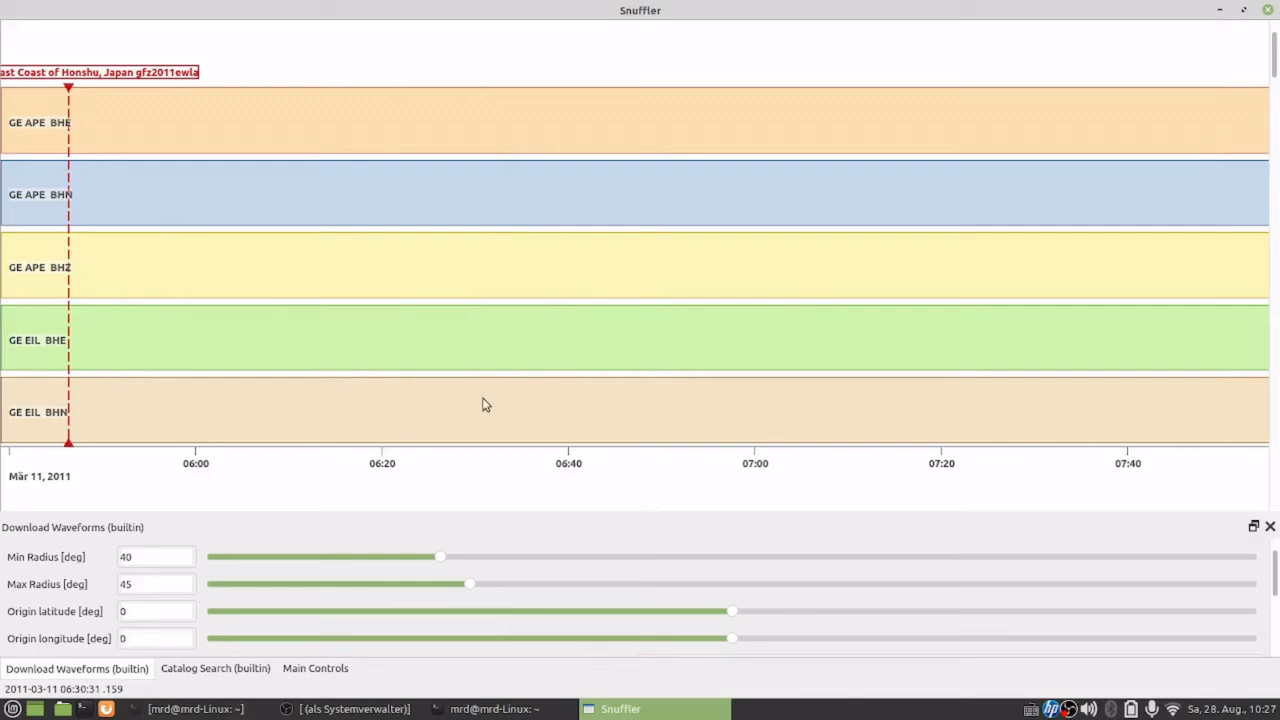 Snuffler
ast Coast of Honshu, Japan gfz2011ewla
GE APE BHE
GE APE BHN
GE APE BHZ
GE EIL BHE
GE EIL BHN
06:00 06:20 06:40 07:00 07:20 07:40
Mär 11, 2011
Download Waveforms (builtin)
Min Radius [deg] 40
Max Radius [deg] 45
Origin latitude [deg] 0
Origin longitude [deg] 0
Download Waveforms (builtin) Catalog Search (builtin) Main Controls
2011-03-11 06:30:31 .159
[mrd@mrd-Linux: ~] [ (als Systemverwalter)] mrd@mrd-Linux: ~ Snuffler hp Sa, 28. Aug., 10:27